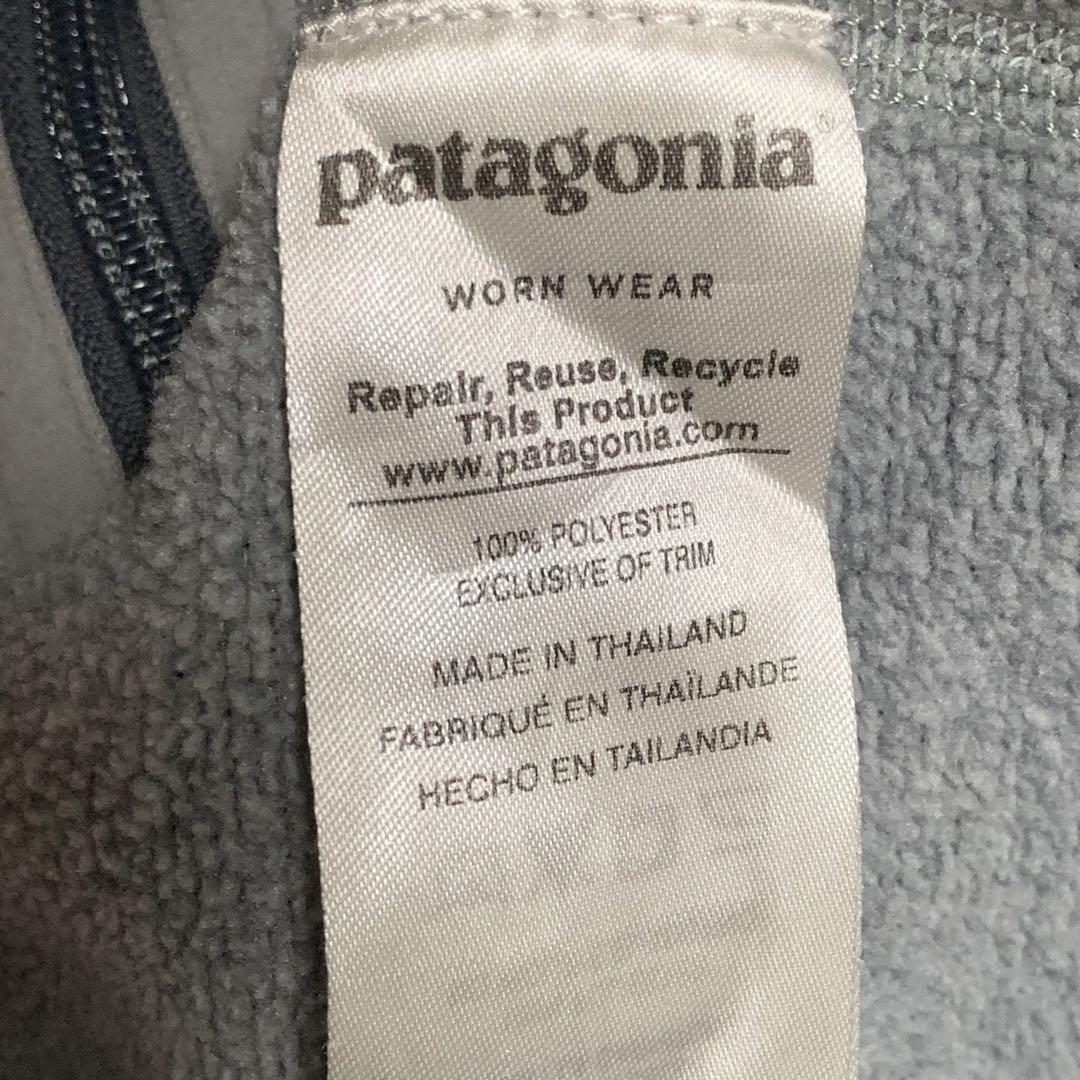 patagonia®
WORN WEAR
Repair, Reuse, Recycle
This Product
www.patagonia.com
100% POLYESTER
EXCLUSIVE OF TRIM
MADE IN THAILAND
FABRIQUÉ EN THAÏLANDE
HECHO EN TAILANDIA